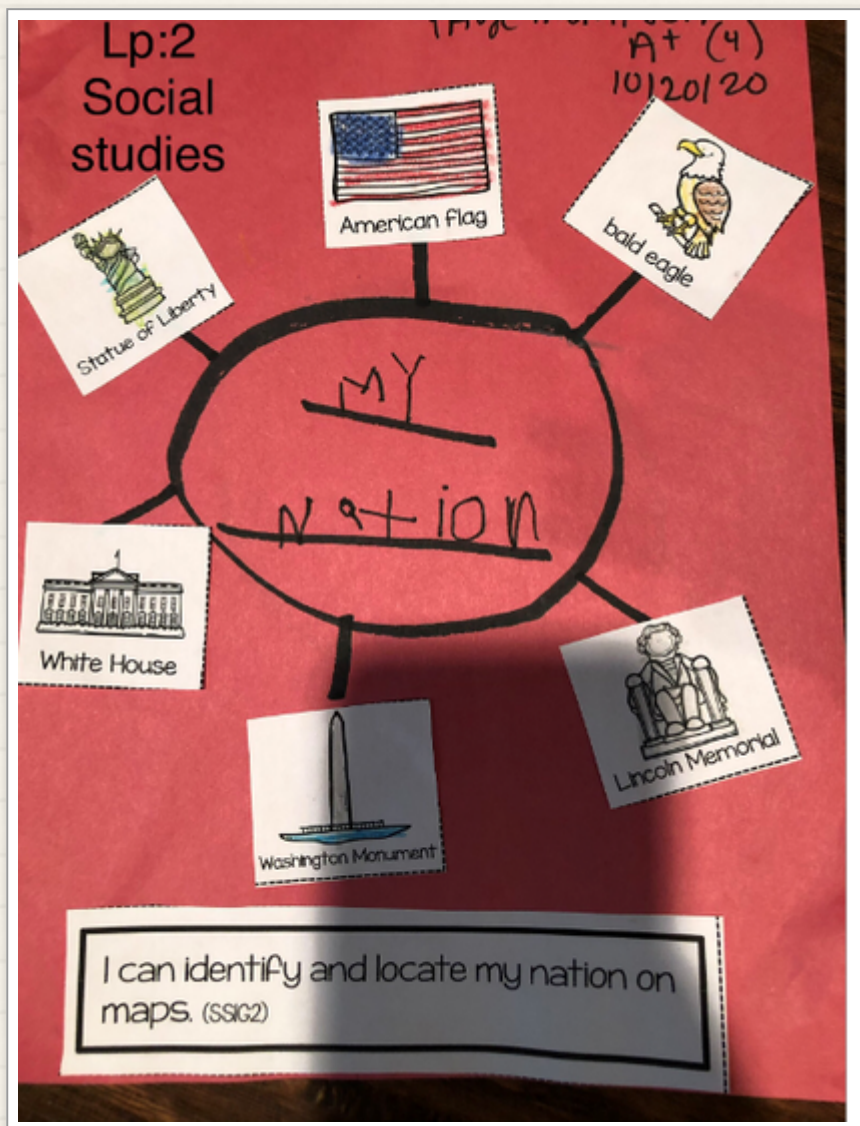 Lp:2
Social
studies
A+ (4)
10/20/20
American flag
bald eagle
Statue of Liberty
MY
Nation
White House
Lincoln Memorial
Washington Monument
I can identify and locate my nation on
maps. (SSIG2)